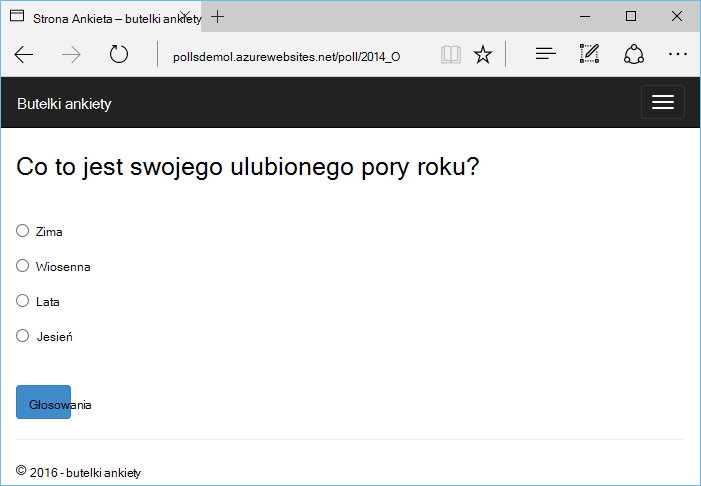 Strona Ankieta – butelki ankiety
pollsdemol.azurewebsites.net/poll/2014_O
Butelki ankiety
Co to jest swojego ulubionego pory roku?
Zima
Wiosenna
Lata
Jesień
Głosowania
© 2016 - butelki ankiety